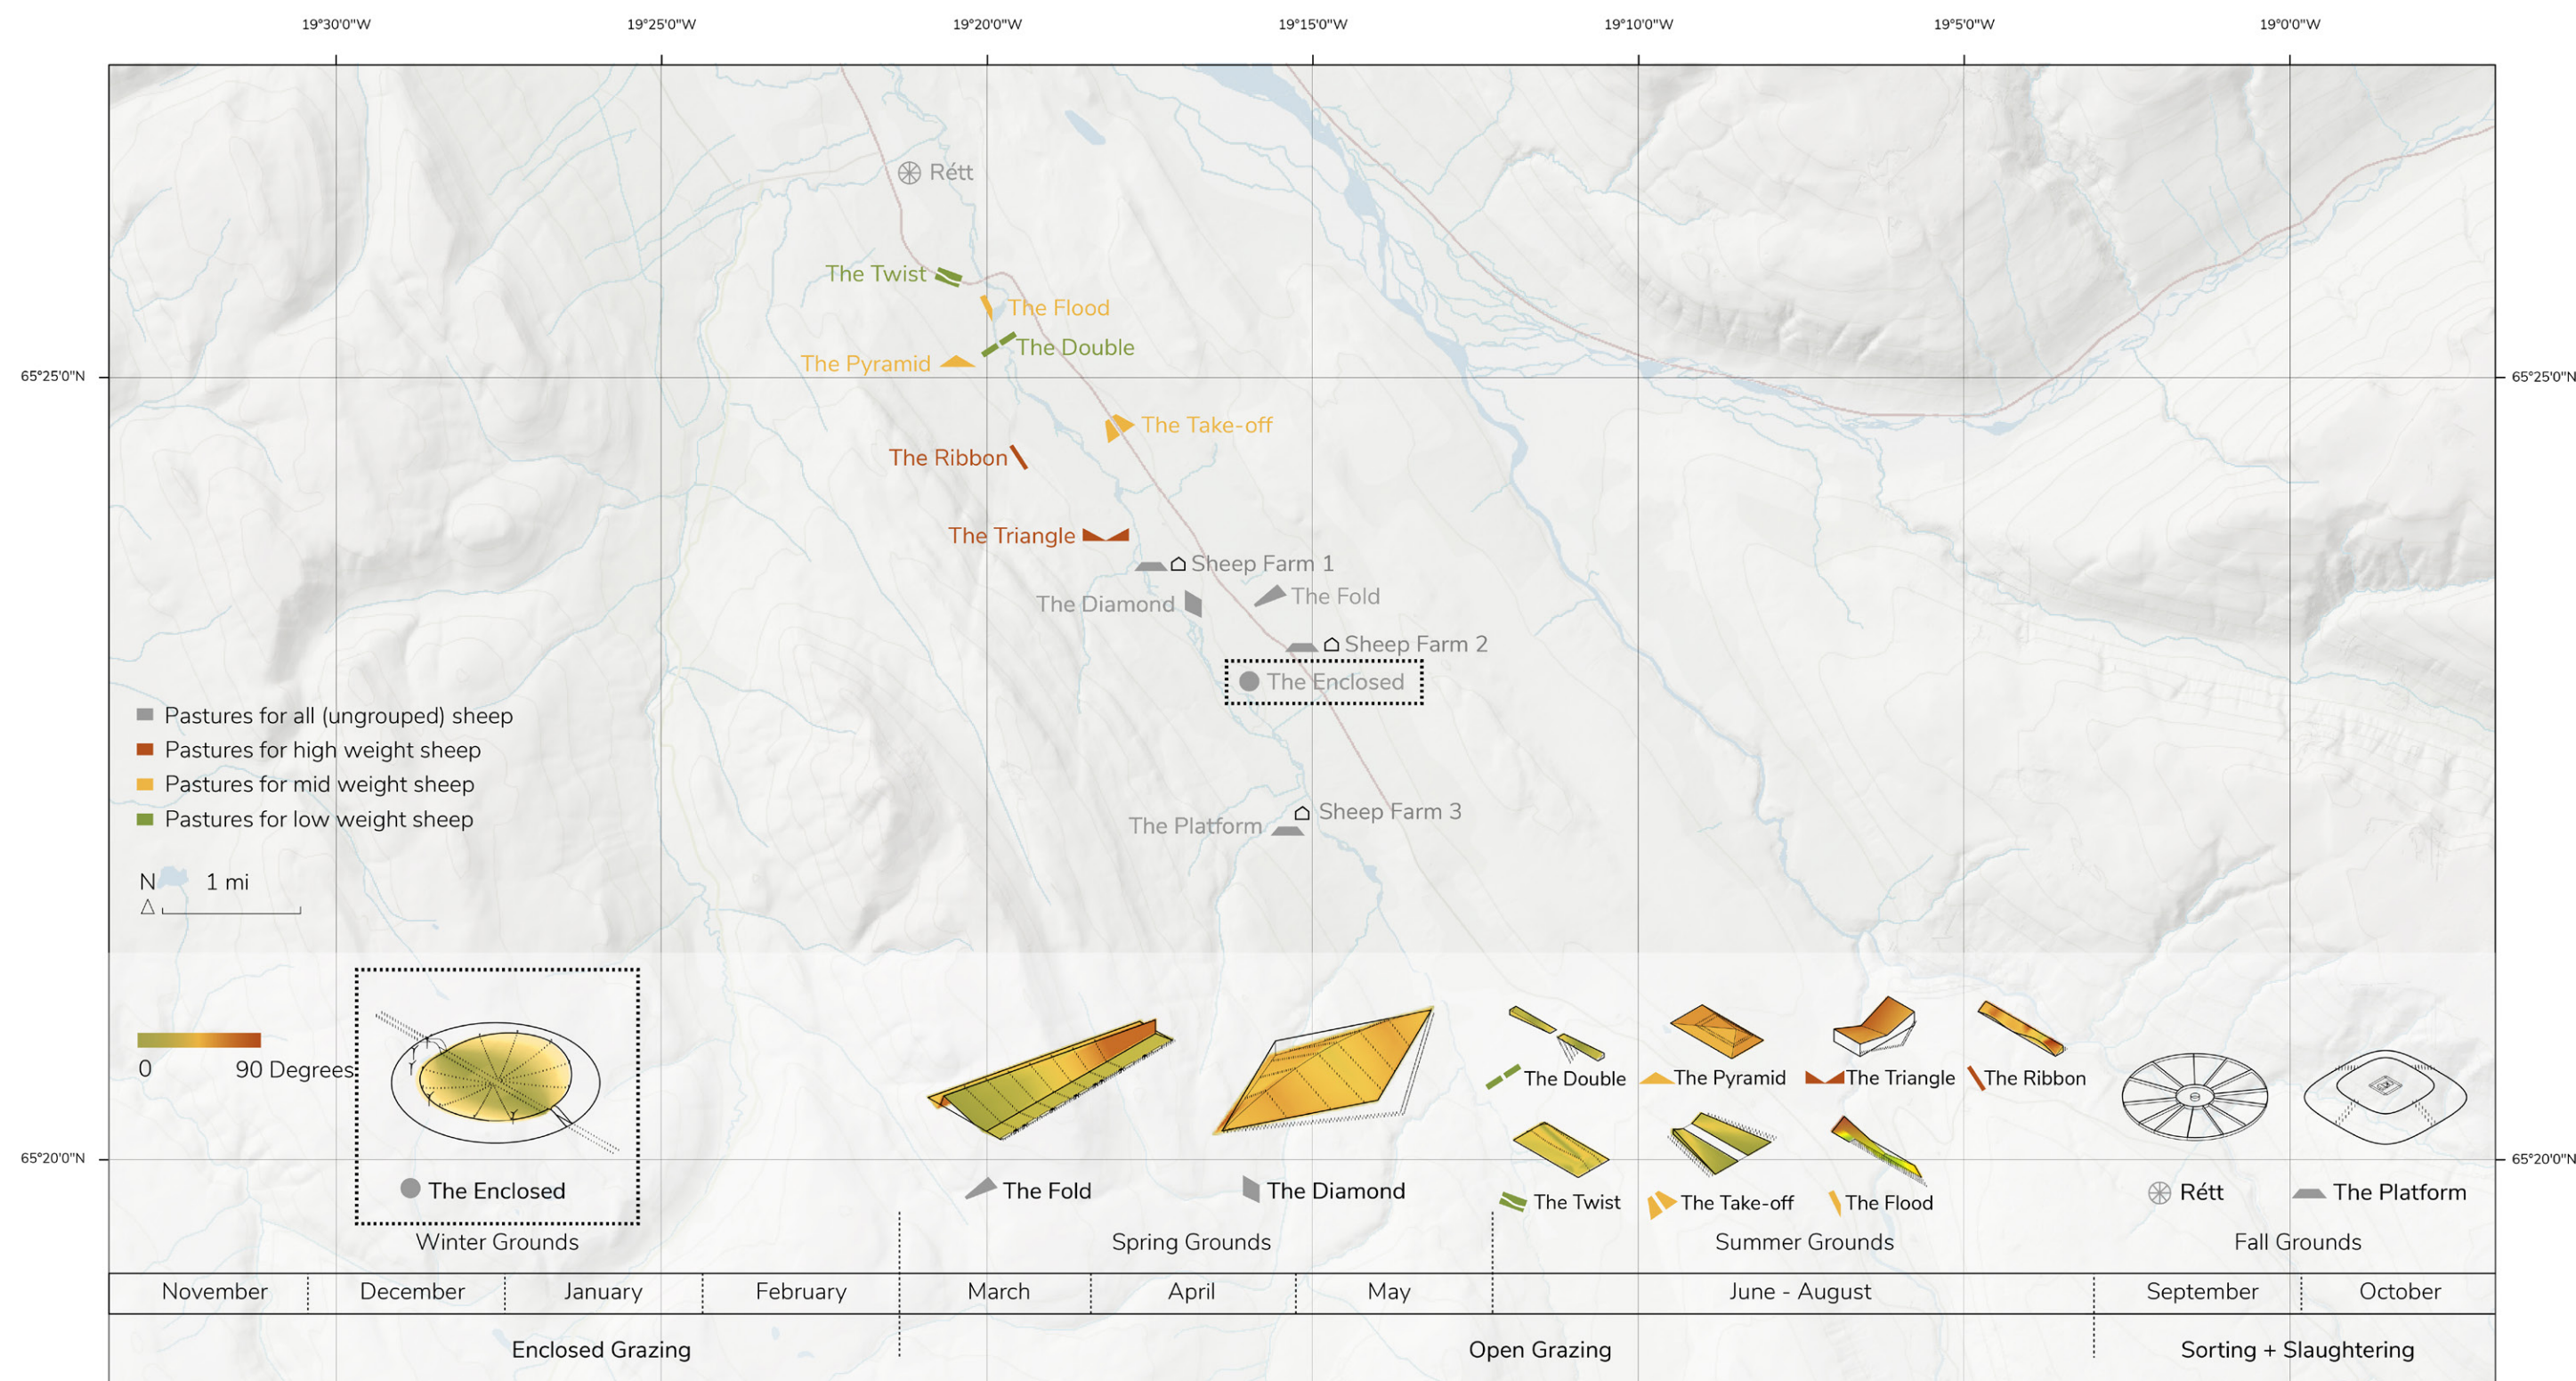 19°30'0"W 19°25'0"W 19°20'0"W 19°15'0"W 19°10'0"W 19°5'0"W 19°0'0"W
Rétt
The Twist
The Flood
The Double
The Pyramid
65°25'0"N 65°25'0"N
The Take-off
The Ribbon
The Triangle
Sheep Farm 1
The Fold
The Diamond
Sheep Farm 2
The Enclosed
Pastures for all (ungrouped) sheep
Pastures for high weight sheep
Pastures for mid weight sheep
Pastures for low weight sheep
Sheep Farm 3
The Platform
N 1 mi
0 90 Degrees
The Double The Pyramid The Triangle The Ribbon
65°20'0"N 65°20'0"N
The Enclosed The Fold The Diamond The Twist The Take-off The Flood Rétt The Platform
Winter Grounds Spring Grounds Summer Grounds Fall Grounds
November December January February March April May June - August September October
Enclosed Grazing Open Grazing Sorting + Slaughtering